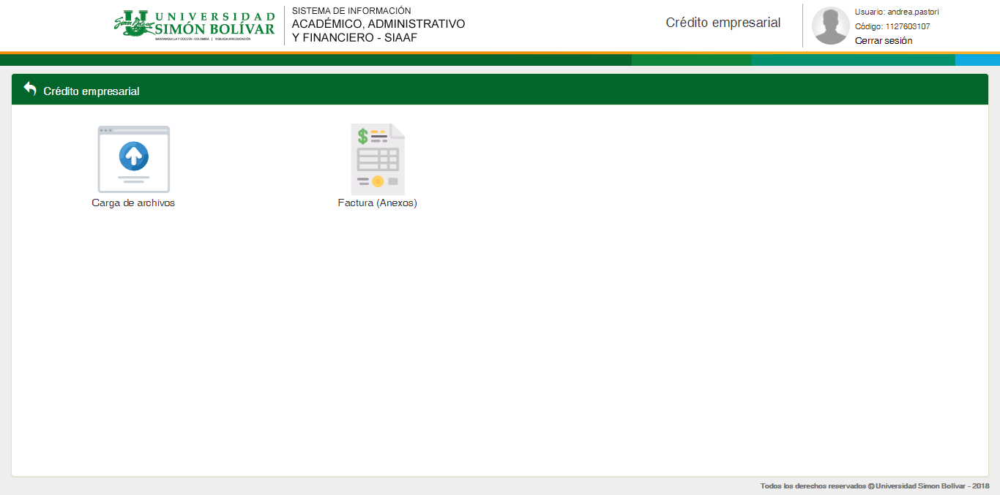 UNIVERSIDAD
SIMÓN BOLÍVAR
BARRANQUILLA Y CÚCUTA - COLOMBIA | VIGILADA MINEDUCACIÓN
SISTEMA DE INFORMACIÓN
ACADÉMICO, ADMINISTRATIVO
Y FINANCIERO - SIAAF
Crédito empresarial
Usuario: andrea.pastori
Código: 1127603107
Cerrar sesión
Crédito empresarial
Carga de archivos
Factura (Anexos)
Todos los derechos reservados © Universidad Simon Bolívar - 2018